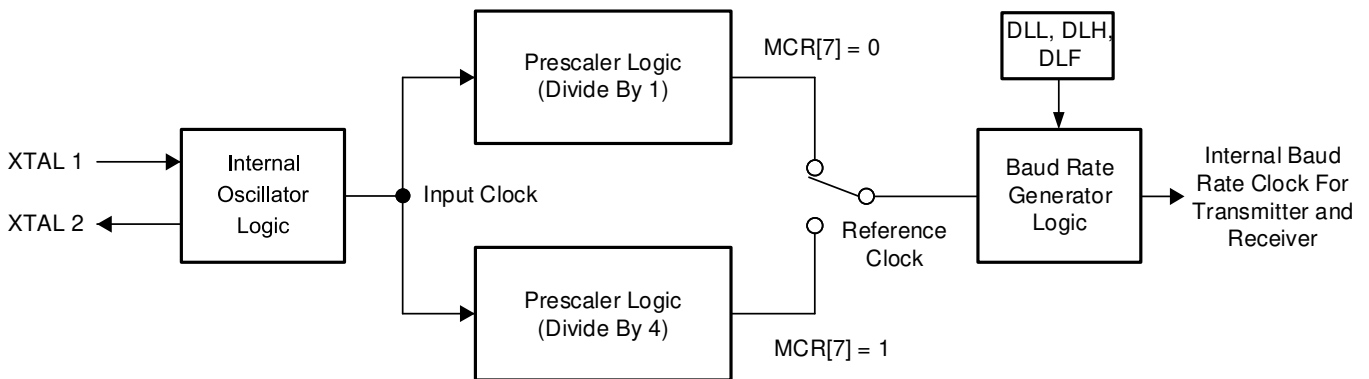 XTAL 1
XTAL 2
Internal
Oscillator
Logic
Input Clock
Prescaler Logic
(Divide By 1)
MCR[7] = 0
Prescaler Logic
(Divide By 4)
MCR[7] = 1
Reference
Clock
DLL, DLH,
DLF
Baud Rate
Generator
Logic
Internal Baud
Rate Clock For
Transmitter and
Receiver